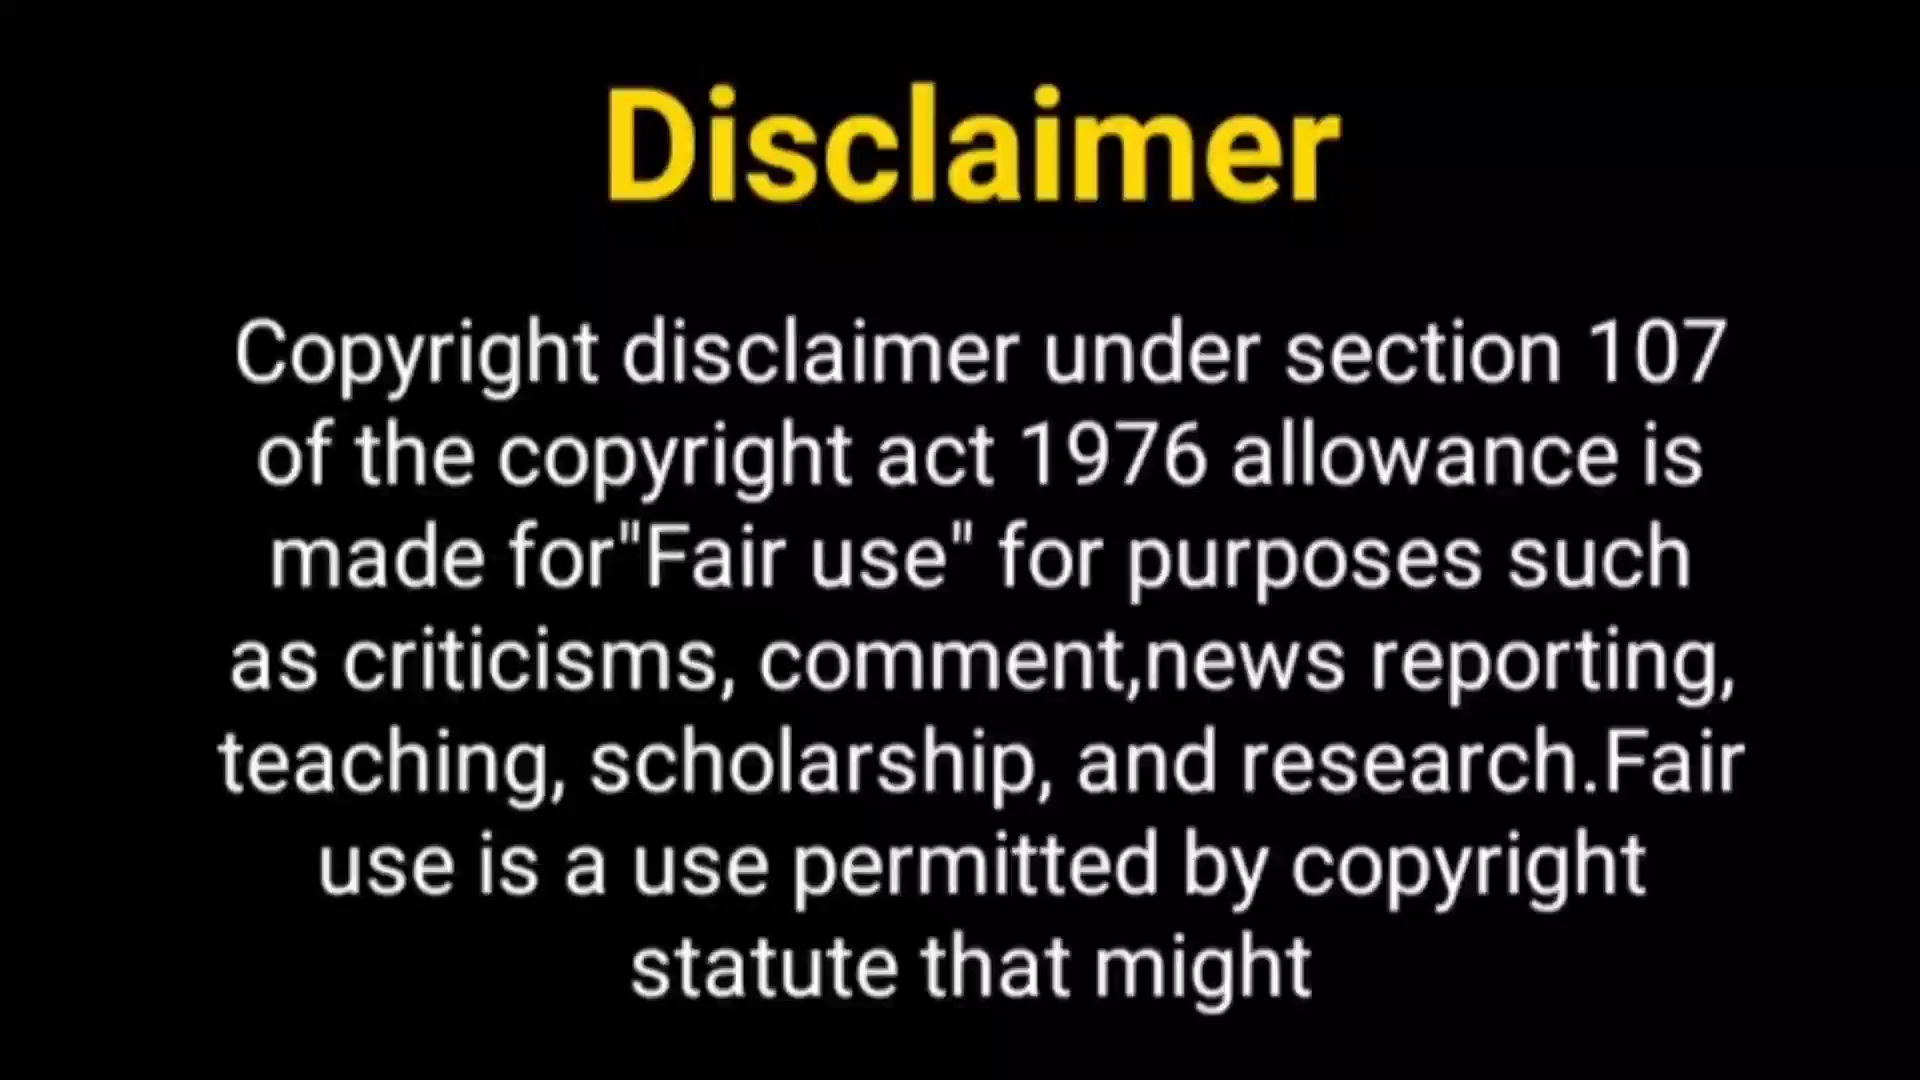 Disclaimer
Copyright disclaimer under section 107
of the copyright act 1976 allowance is
made for"Fair use" for purposes such
as criticisms, comment,news reporting,
teaching, scholarship, and research.Fair
use is a use permitted by copyright
statute that might